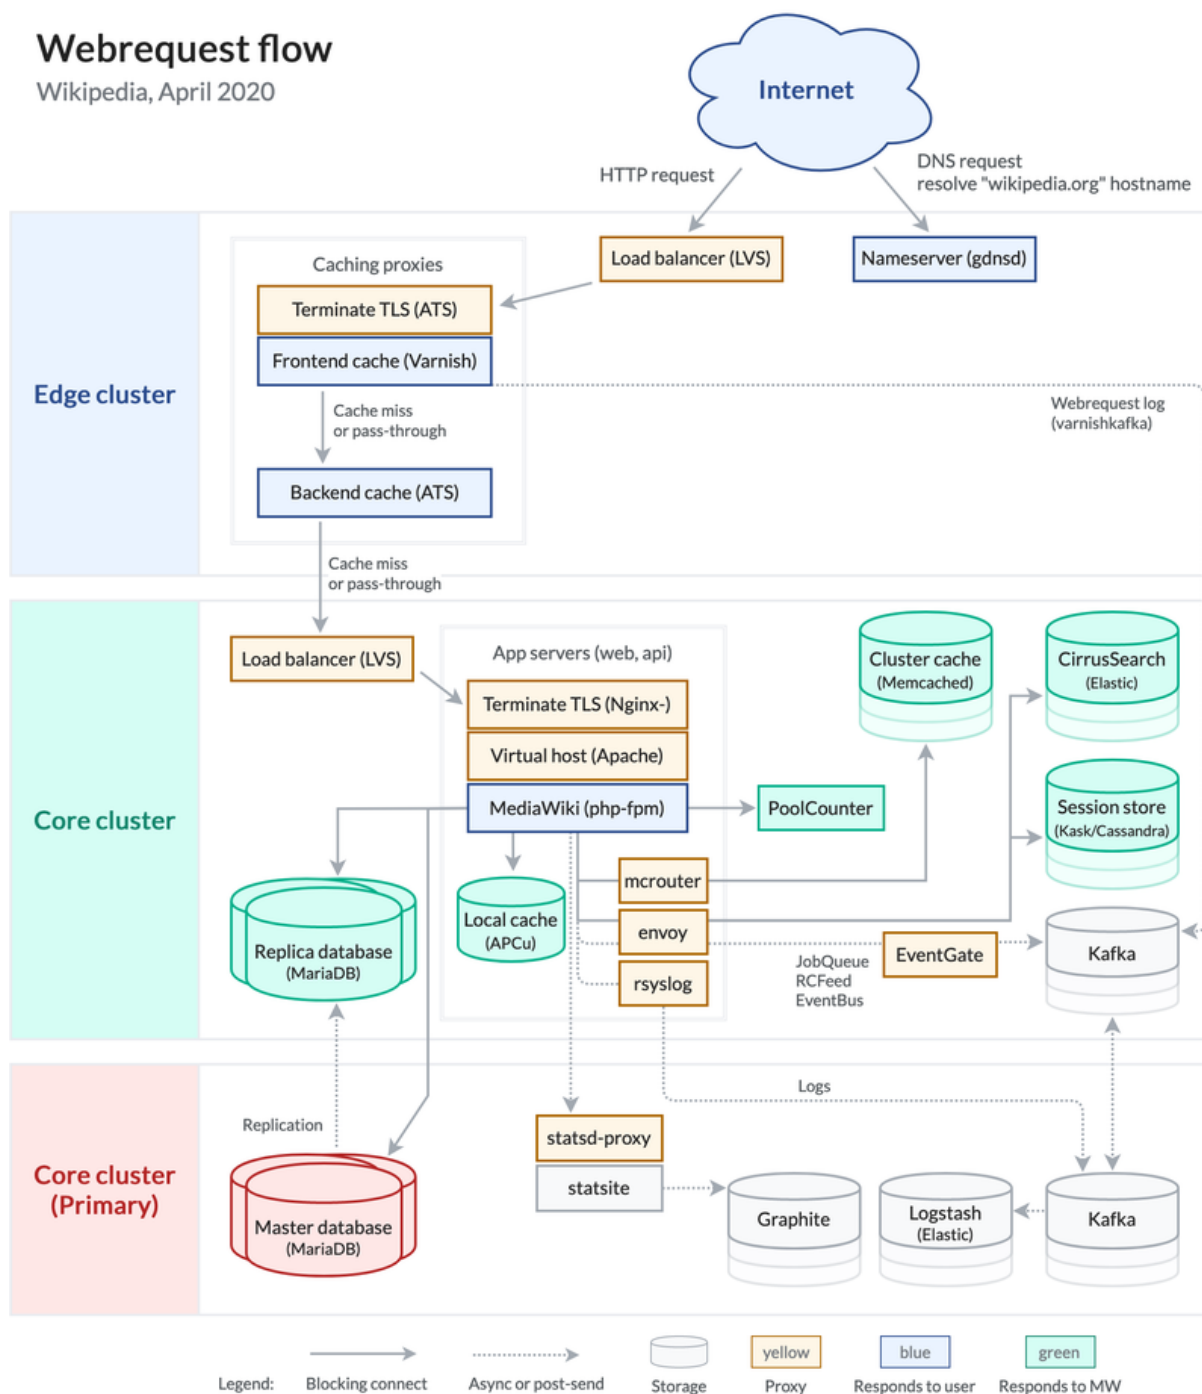 Webrequest flow
Wikipedia, April 2020
Internet
HTTP request
DNS request
resolve "wikipedia.org" hostname
Edge cluster
Load balancer (LVS)
Nameserver (gdnsd)
Caching proxies
Terminate TLS (ATS)
Frontend cache (Varnish)
Webrequest log
(varnishkafka)
Cache miss
or pass-through
Backend cache (ATS)
Cache miss
or pass-through
Core cluster
Load balancer (LVS)
App servers (web, api)
Terminate TLS (Nginx-)
Virtual host (Apache)
MediaWiki (php-fpm)
PoolCounter
Cluster cache
(Memcached)
CirrusSearch
(Elastic)
Session store
(Kask/Cassandra)
Replica database
(MariaDB)
Local cache
(APCu)
mcrouter
envoy
rsyslog
JobQueue
RCFeed
EventBus
EventGate
Kafka
Core cluster
(Primary)
Replication
Logs
Master database
(MariaDB)
statsd-proxy
statsite
Graphite
Logstash
(Elastic)
Kafka
Legend:
Blocking connect
Async or post-send
Storage
yellow
Proxy
blue
Responds to user
green
Responds to MW